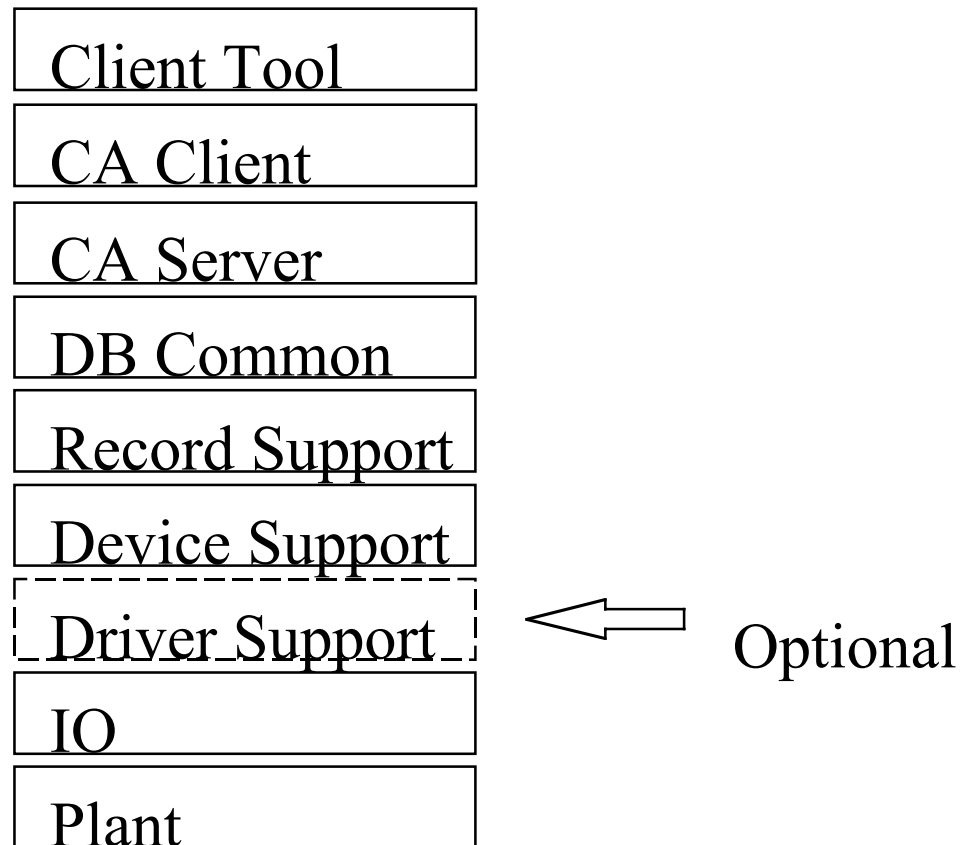 Client Tool
CA Client
CA Server
DB Common
Record Support
Device Support
Driver Support
Optional
IO
Plant